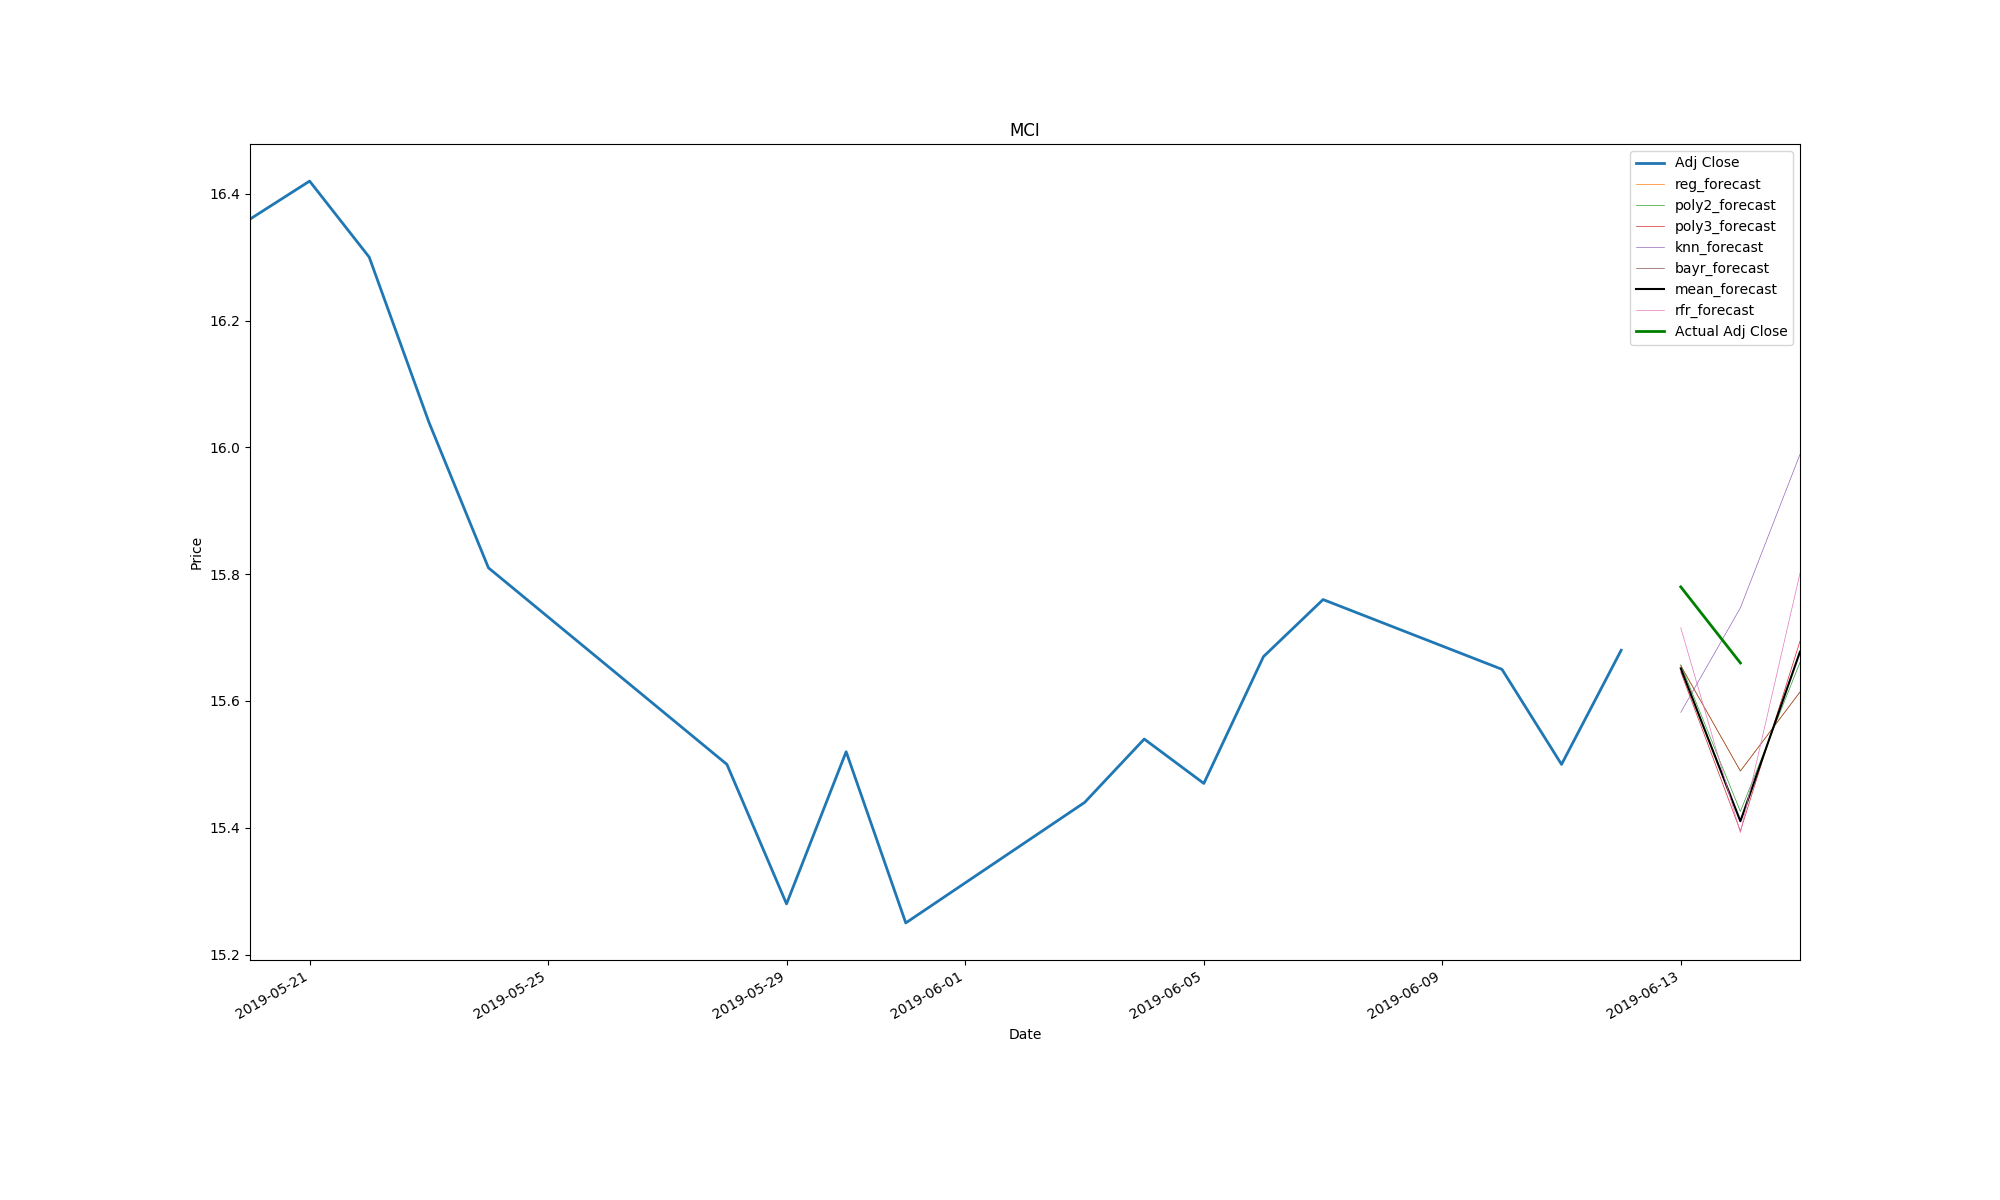 MCI
Adj Close
reg_forecast
poly2_forecast
poly3_forecast
knn_forecast
bayr_forecast
mean_forecast
rfr_forecast
Actual Adj Close
Price
16.4
16.2
16.0
15.8
15.6
15.4
15.2
2019-05-21
2019-05-25
2019-05-29
2019-06-01
2019-06-05
2019-06-09
2019-06-13
Date